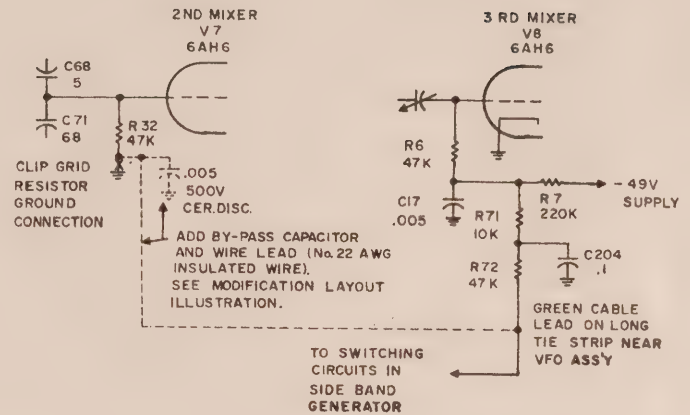 2ND MIXER
V7
6AH6
3 RD MIXER
V8
6AH6
C68
5
C71
68
R32
47K
CLIP GRID
RESISTOR
GROUND
CONNECTION
.005
500V
CER. DISC.
ADD BY-PASS CAPACITOR
AND WIRE LEAD (No. 22 AWG
INSULATED WIRE).
SEE MODIFICATION LAYOUT
ILLUSTRATION.
R6
47K
C17
.005
R71
10K
R7
220K
- 49V
SUPPLY
R72
47K
C204
.1
GREEN CABLE
LEAD ON LONG
TIE STRIP NEAR
VFO ASS'Y
TO SWITCHING
CIRCUITS IN
SIDE BAND
GENERATOR